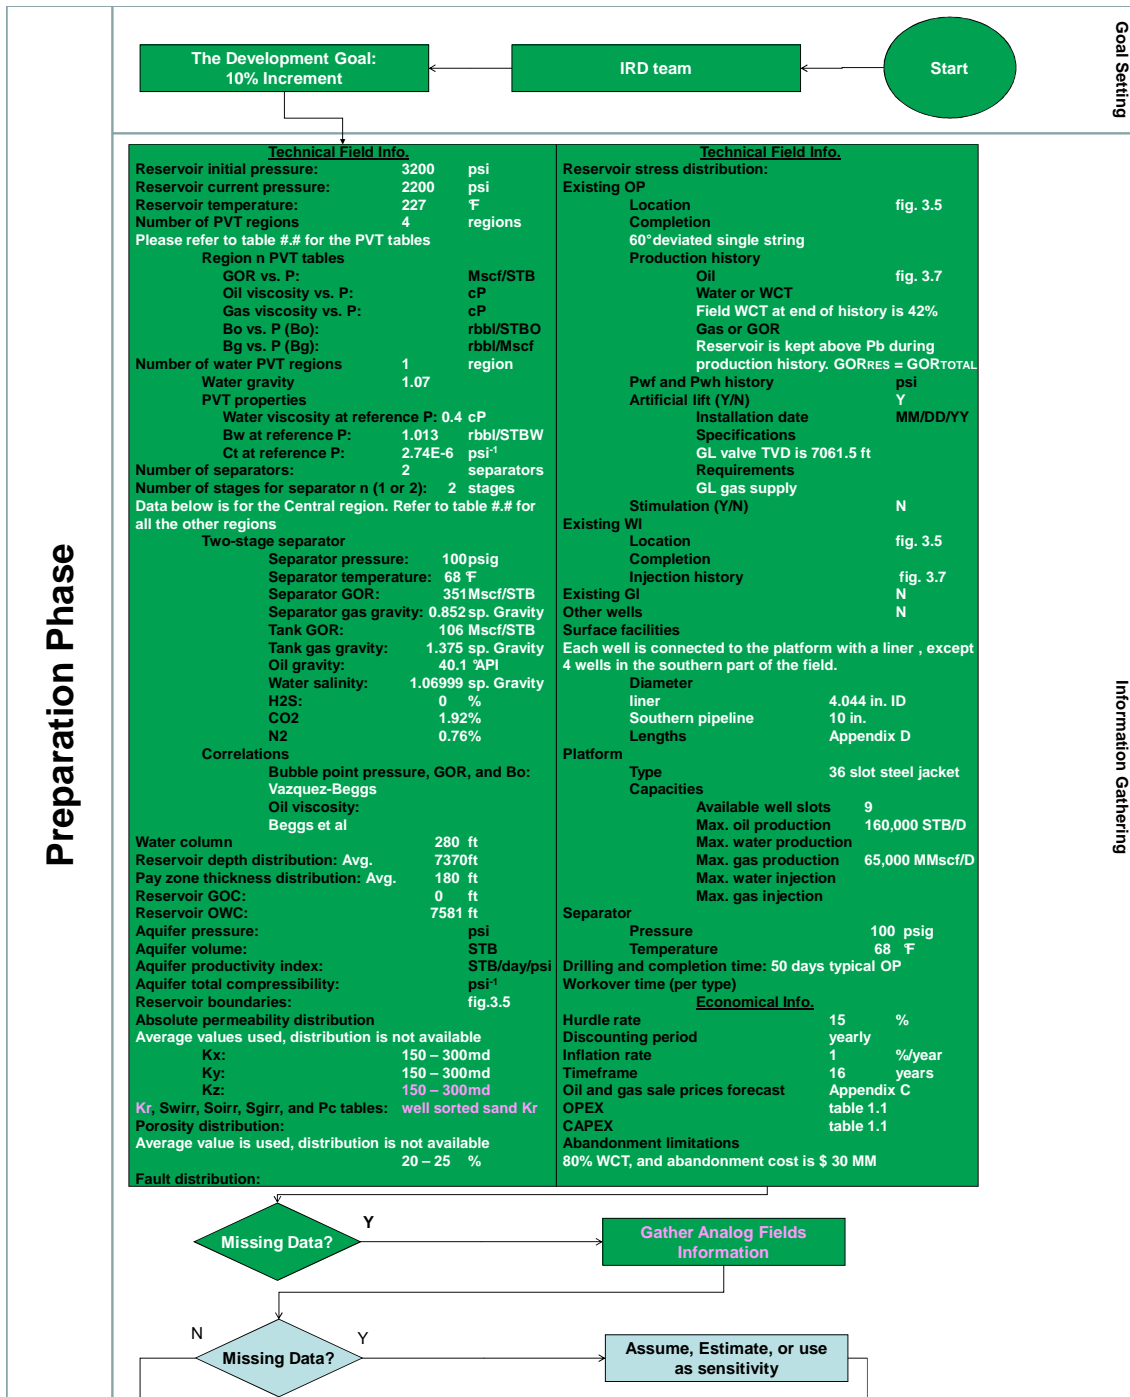 Preparation Phase
Goal Setting
Information Gathering
The Development Goal:
10% Increment
IRD team
Start
Technical Field Info.
Reservoir initial pressure: 3200 psi
Reservoir current pressure: 2200 psi
Reservoir temperature: 227 °F
Number of PVT regions 4 regions
Please refer to table #.# for the PVT tables
Region n PVT tables
GOR vs. P: Mscf/STB
Oil viscosity vs. P: cP
Gas viscosity vs. P: cP
Bo vs. P (Bo): rbbl/STBO
Bg vs. P (Bg): rbbl/Mscf
Number of water PVT regions 1 region
Water gravity 1.07
PVT properties
Water viscosity at reference P: 0.4 cP
Bw at reference P: 1.013 rbbl/STBW
Ct at reference P: 2.74E-6 psi-1
Number of separators: 2 separators
Number of stages for separator n (1 or 2): 2 stages
Data below is for the Central region. Refer to table #.# for
all the other regions
Two-stage separator
Separator pressure: 100psig
Separator temperature: 68 °F
Separator GOR: 351Mscf/STB
Separator gas gravity: 0.852 sp. Gravity
Tank GOR: 106 Mscf/STB
Tank gas gravity: 1.375 sp. Gravity
Oil gravity: 40.1 °API
Water salinity: 1.06999 sp. Gravity
H2S: 0 %
CO2 1.92%
N2 0.76%
Correlations
Bubble point pressure, GOR, and Bo:
Vazquez-Beggs
Oil viscosity:
Beggs et al
Water column 280 ft
Reservoir depth distribution: Avg. 7370ft
Pay zone thickness distribution: Avg. 180 ft
Reservoir GOC: 0 ft
Reservoir OWC: 7581 ft
Aquifer pressure: psi
Aquifer volume: STB
Aquifer productivity index: STB/day/psi
Aquifer total compressibility: psi-1
Reservoir boundaries: fig.3.5
Absolute permeability distribution
Average values used, distribution is not available
Kx: 150 – 300md
Ky: 150 – 300md
Kz: 150 – 300md
Kr, Swirr, Soirr, Sgirr, and Pc tables: well sorted sand Kr
Porosity distribution:
Average value is used, distribution is not available
20 – 25 %
Fault distribution:
Technical Field Info.
Reservoir stress distribution:
Existing OP
Location fig. 3.5
Completion
60°deviated single string
Production history
Oil fig. 3.7
Water or WCT
Field WCT at end of history is 42%
Gas or GOR
Reservoir is kept above Pb during
production history. GORRES = GORTOTAL
Pwf and Pwh history psi
Artificial lift (Y/N) Y
Installation date MM/DD/YY
Specifications
GL valve TVD is 7061.5 ft
Requirements
GL gas supply
Stimulation (Y/N) N
Existing WI
Location fig. 3.5
Completion
Injection history fig. 3.7
Existing GI N
Other wells N
Surface facilities
Each well is connected to the platform with a liner , except
4 wells in the southern part of the field.
Diameter
liner 4.044 in. ID
Southern pipeline 10 in.
Lengths Appendix D
Platform
Type 36 slot steel jacket
Capacities
Available well slots 9
Max. oil production 160,000 STB/D
Max. water production
Max. gas production 65,000 MMscf/D
Max. water injection
Max. gas injection
Separator
Pressure 100 psig
Temperature 68 °F
Drilling and completion time: 50 days typical OP
Workover time (per type)
Economical Info.
Hurdle rate 15 %
Discounting period yearly
Inflation rate 1 %/year
Timeframe 16 years
Oil and gas sale prices forecast Appendix C
OPEX table 1.1
CAPEX table 1.1
Abandonment limitations
80% WCT, and abandonment cost is $ 30 MM
Missing Data?
Y
Gather Analog Fields
Information
N
Missing Data?
Y
Assume, Estimate, or use
as sensitivity